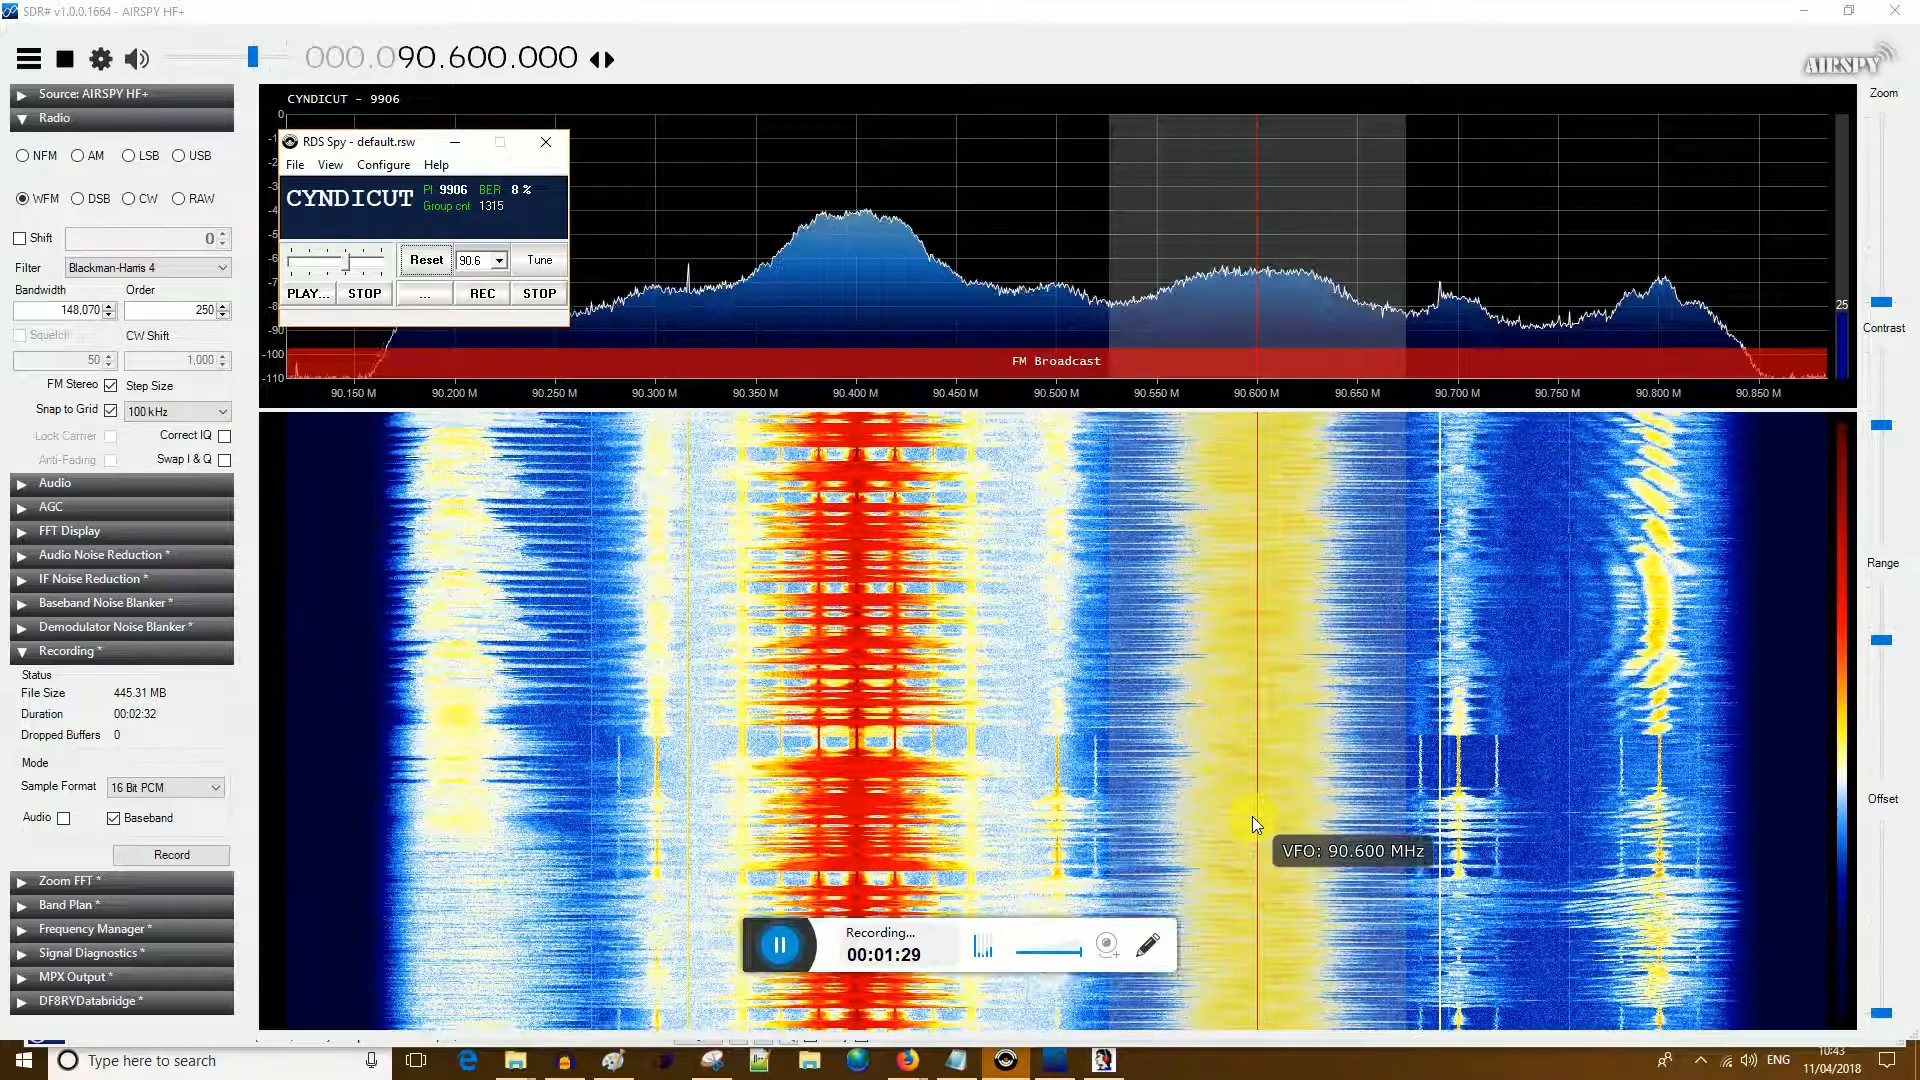 SDR# v1.0.0.1664 - AIRSPY HF+
000.090.600.000
AIRSPY
Source: AIRSPY HF+
Radio
NFM AM LSB USB
WFM DSB CW RAW
Shift 0
Filter Blackman-Harris 4
Bandwidth Order
148,070 250
Squelch CW Shift
50 1,000
FM Stereo Step Size
Snap to Grid 100 kHz
Lock Carrier Correct IQ
Anti-Fading Swap I & Q
Audio
AGC
FFT Display
Audio Noise Reduction *
IF Noise Reduction *
Baseband Noise Blanker *
Demodulator Noise Blanker *
Recording *
Status
File Size 445.31 MB
Duration 00:02:32
Dropped Buffers 0
Mode
Sample Format 16 Bit PCM
Audio Baseband
Record
Zoom FFT *
Band Plan *
Frequency Manager *
Signal Diagnostics *
MPX Output *
DF8RYDatabridge *
CYNDICUT - 9906
0
-90
-100
-110
RDS Spy - default.rsw
File View Configure Help
CYNDICUT PI 9906 BER 8 %
Group cnt 1315
Reset 90.6 Tune
PLAY... STOP ... REC STOP
FM Broadcast
25
90.150 M 90.200 M 90.250 M 90.300 M 90.350 M 90.400 M 90.450 M 90.500 M 90.550 M 90.600 M 90.650 M 90.700 M 90.750 M 90.800 M 90.850 M
VFO: 90.600 MHz
Recording...
00:01:29
Zoom
Contrast
Range
Offset
Type here to search
ENG
10:43
11/04/2018